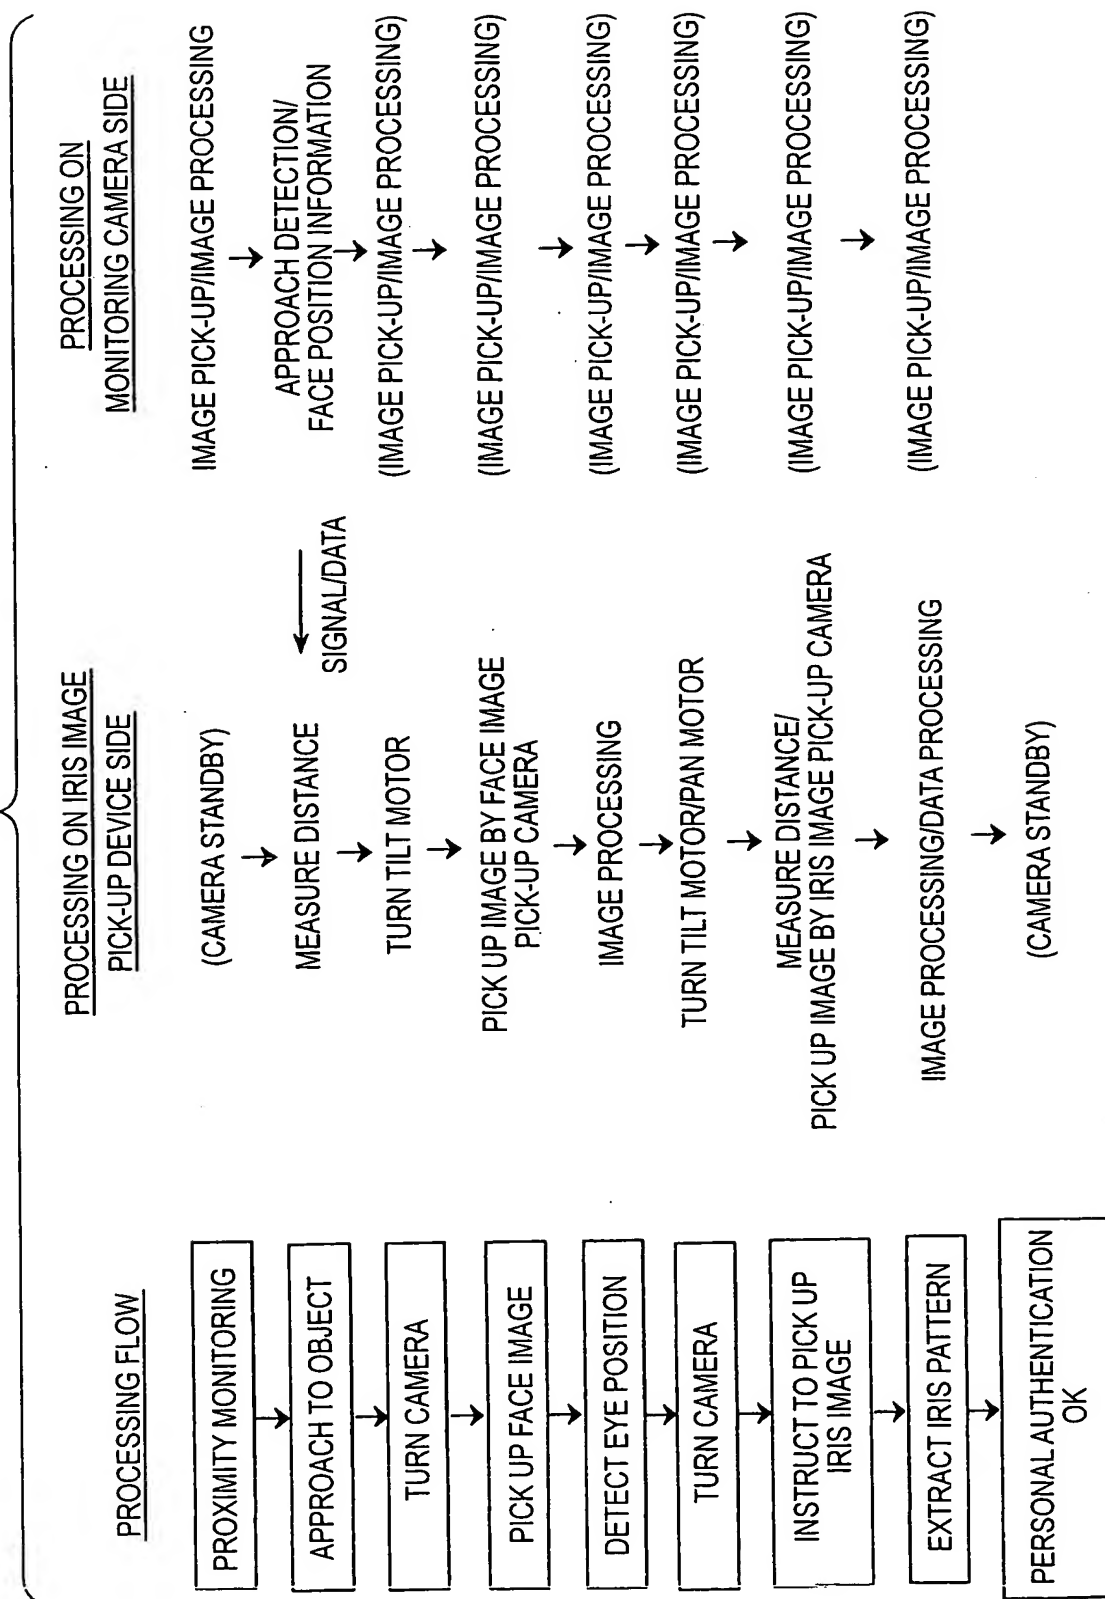 PROCESSING FLOW
PROXIMITY MONITORING
APPROACH TO OBJECT
TURN CAMERA
PICK UP FACE IMAGE
DETECT EYE POSITION
TURN CAMERA
INSTRUCT TO PICK UP
IRIS IMAGE
EXTRACT IRIS PATTERN
PERSONAL AUTHENTICATION
OK
PROCESSING ON IRIS IMAGE
PICK-UP DEVICE SIDE
(CAMERA STANDBY)
MEASURE DISTANCE
TURN TILT MOTOR
PICK UP IMAGE BY FACE IMAGE
PICK-UP CAMERA
IMAGE PROCESSING
TURN TILT MOTOR/PAN MOTOR
MEASURE DISTANCE/
PICK UP IMAGE BY IRIS IMAGE PICK-UP CAMERA
IMAGE PROCESSING/DATA PROCESSING
(CAMERA STANDBY)
SIGNAL/DATA
PROCESSING ON
MONITORING CAMERA SIDE
IMAGE PICK-UP/IMAGE PROCESSING
APPROACH DETECTION/
FACE POSITION INFORMATION
(IMAGE PICK-UP/IMAGE PROCESSING)
(IMAGE PICK-UP/IMAGE PROCESSING)
(IMAGE PICK-UP/IMAGE PROCESSING)
(IMAGE PICK-UP/IMAGE PROCESSING)
(IMAGE PICK-UP/IMAGE PROCESSING)
(IMAGE PICK-UP/IMAGE PROCESSING)